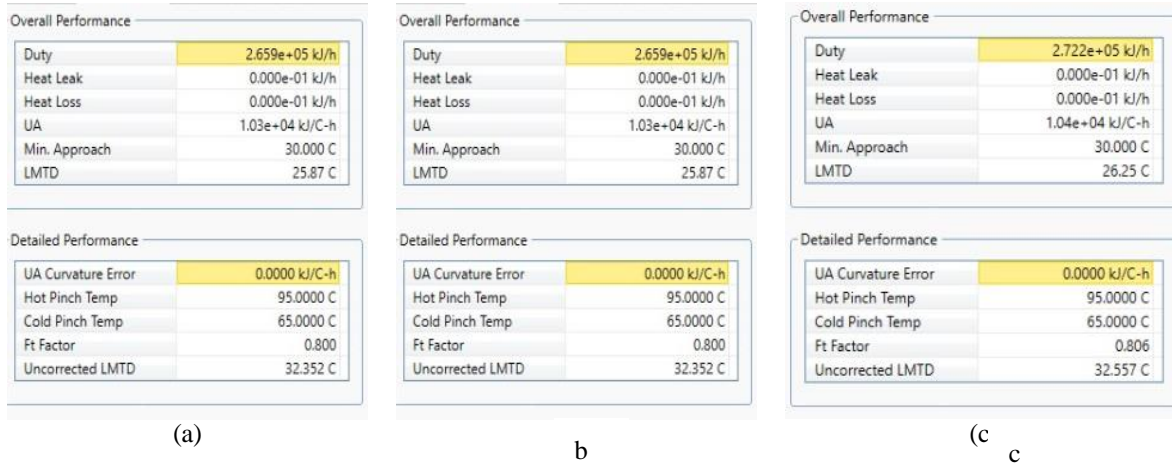 Overall Performance
Duty 2.659e+05 kJ/h
Heat Leak 0.000e-01 kJ/h
Heat Loss 0.000e-01 kJ/h
UA 1.03e+04 kJ/C-h
Min. Approach 30.000 C
LMTD 25.87 C
Detailed Performance
UA Curvature Error 0.0000 kJ/C-h
Hot Pinch Temp 95.0000 C
Cold Pinch Temp 65.0000 C
Ft Factor 0.800
Uncorrected LMTD 32.352 C
(a)
Overall Performance
Duty 2.659e+05 kJ/h
Heat Leak 0.000e-01 kJ/h
Heat Loss 0.000e-01 kJ/h
UA 1.03e+04 kJ/C-h
Min. Approach 30.000 C
LMTD 25.87 C
Detailed Performance
UA Curvature Error 0.0000 kJ/C-h
Hot Pinch Temp 95.0000 C
Cold Pinch Temp 65.0000 C
Ft Factor 0.800
Uncorrected LMTD 32.352 C
b
Overall Performance
Duty 2.722e+05 kJ/h
Heat Leak 0.000e-01 kJ/h
Heat Loss 0.000e-01 kJ/h
UA 1.04e+04 kJ/C-h
Min. Approach 30.000 C
LMTD 26.25 C
Detailed Performance
UA Curvature Error 0.0000 kJ/C-h
Hot Pinch Temp 95.0000 C
Cold Pinch Temp 65.0000 C
Ft Factor 0.806
Uncorrected LMTD 32.557 C
(c
c